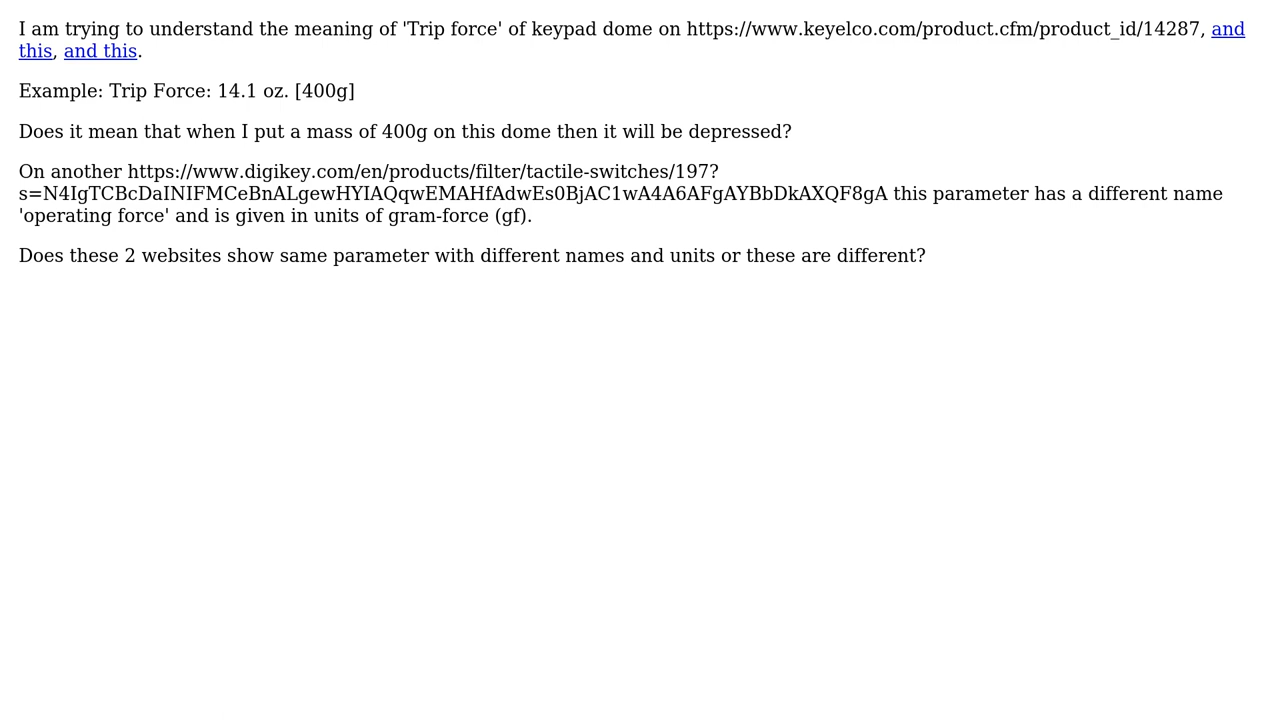 I am trying to understand the meaning of 'Trip force' of keypad dome on https://www.keyelco.com/product.cfm/product_id/14287, and
this, and this.
Example: Trip Force: 14.1 oz. [400g]
Does it mean that when I put a mass of 400g on this dome then it will be depressed?
On another https://www.digikey.com/en/products/filter/tactile-switches/197?
s=N4IgTCBcDaINIFMCeBnALgewHYIAQqwEMAHfAdwEs0BjAC1wA4A6AFgAYBbDkAXQF8gA this parameter has a different name
'operating force' and is given in units of gram-force (gf).
Does these 2 websites show same parameter with different names and units or these are different?